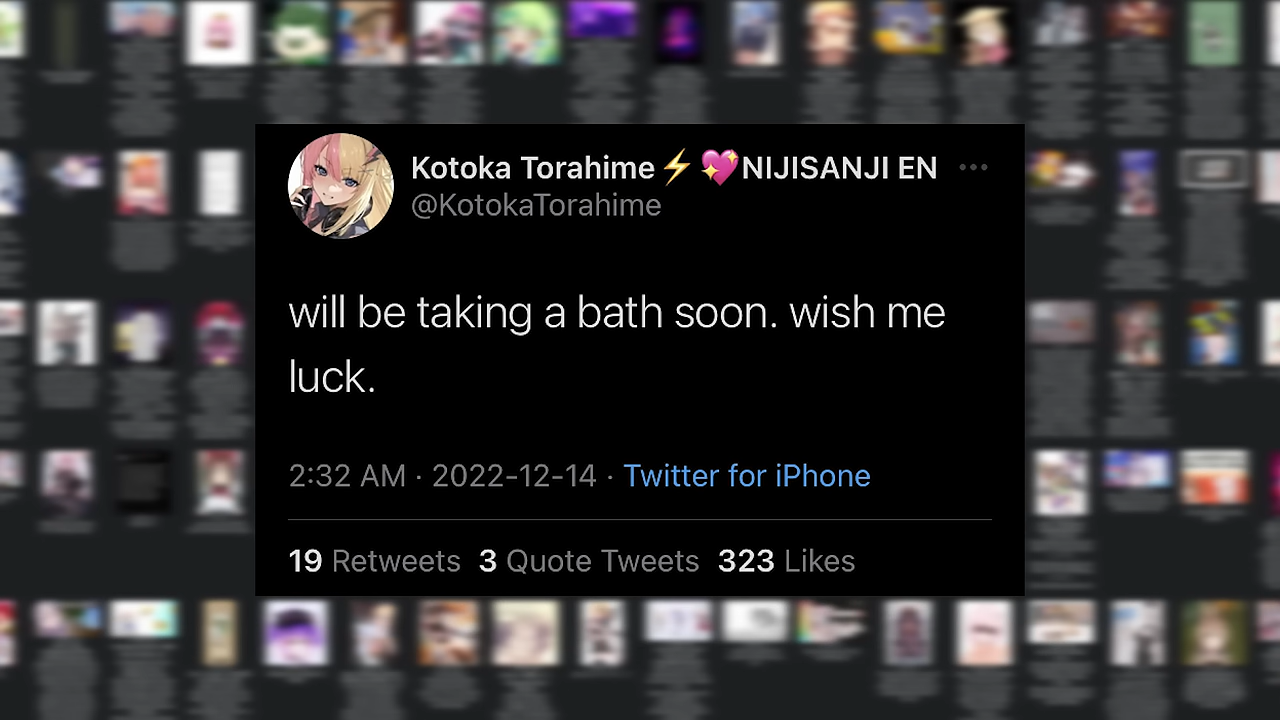 Kotoka Torahime⚡💖NIJISANJI EN
@KotokaTorahime
will be taking a bath soon. wish me
luck.
2:32 AM · 2022-12-14 · Twitter for iPhone
19 Retweets 3 Quote Tweets 323 Likes